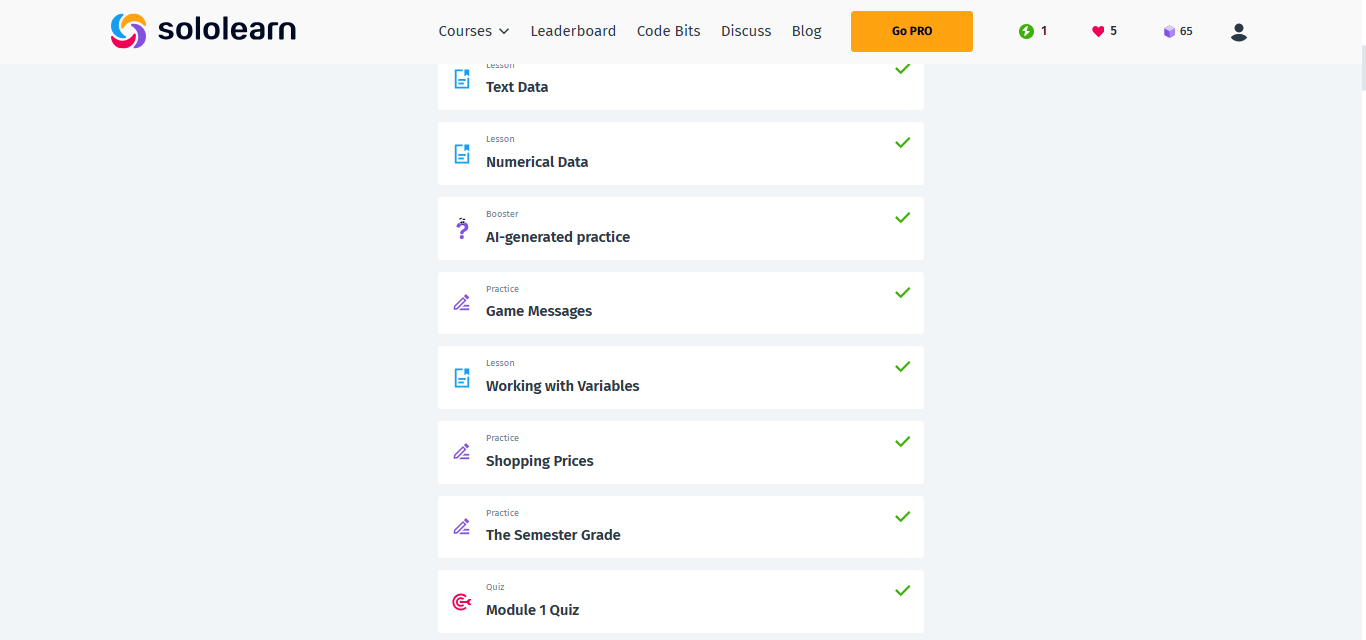 sololearn
Courses Leaderboard Code Bits Discuss Blog Go PRO 1 5 65
Lesson
Text Data
Lesson
Numerical Data
Booster
AI-generated practice
Practice
Game Messages
Lesson
Working with Variables
Practice
Shopping Prices
Practice
The Semester Grade
Quiz
Module 1 Quiz